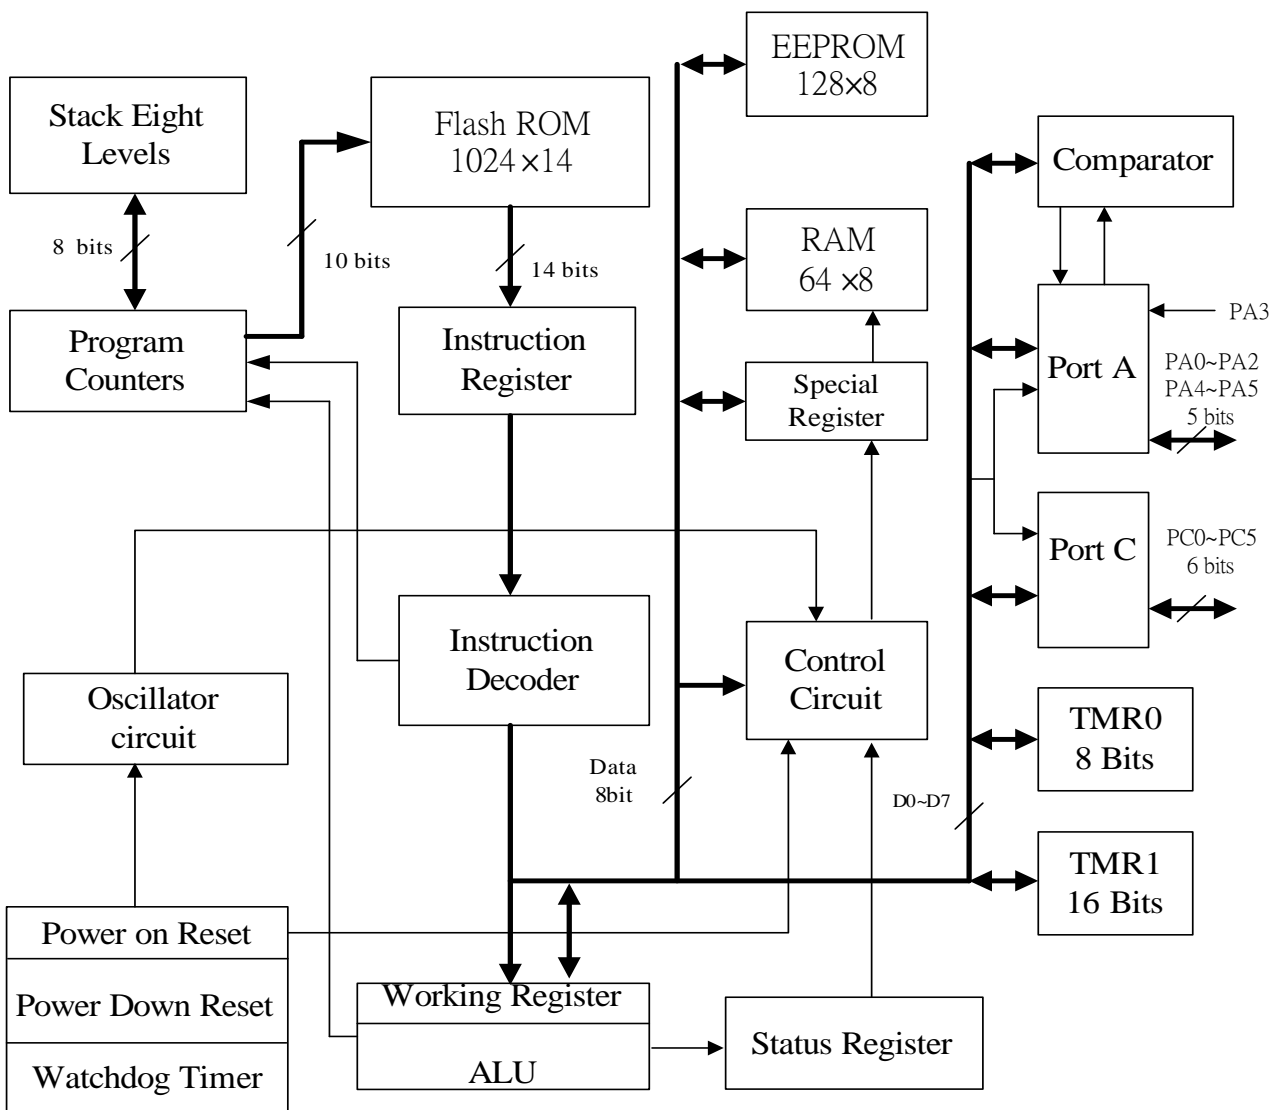 EEPROM
128×8
Stack Eight
Levels
Flash ROM
1024×14
Comparator
8 bits
10 bits
14 bits
RAM
64 ×8
PA3
Program
Counters
Instruction
Register
Special
Register
Port A
PA0~PA2
PA4~PA5
5 bits
Port C
PC0~PC5
6 bits
Instruction
Decoder
Control
Circuit
Oscillator
circuit
TMR0
8 Bits
Data
8bit
D0~D7
TMR1
16 Bits
Power on Reset
Power Down Reset
Watchdog Timer
Working Register
ALU
Status Register